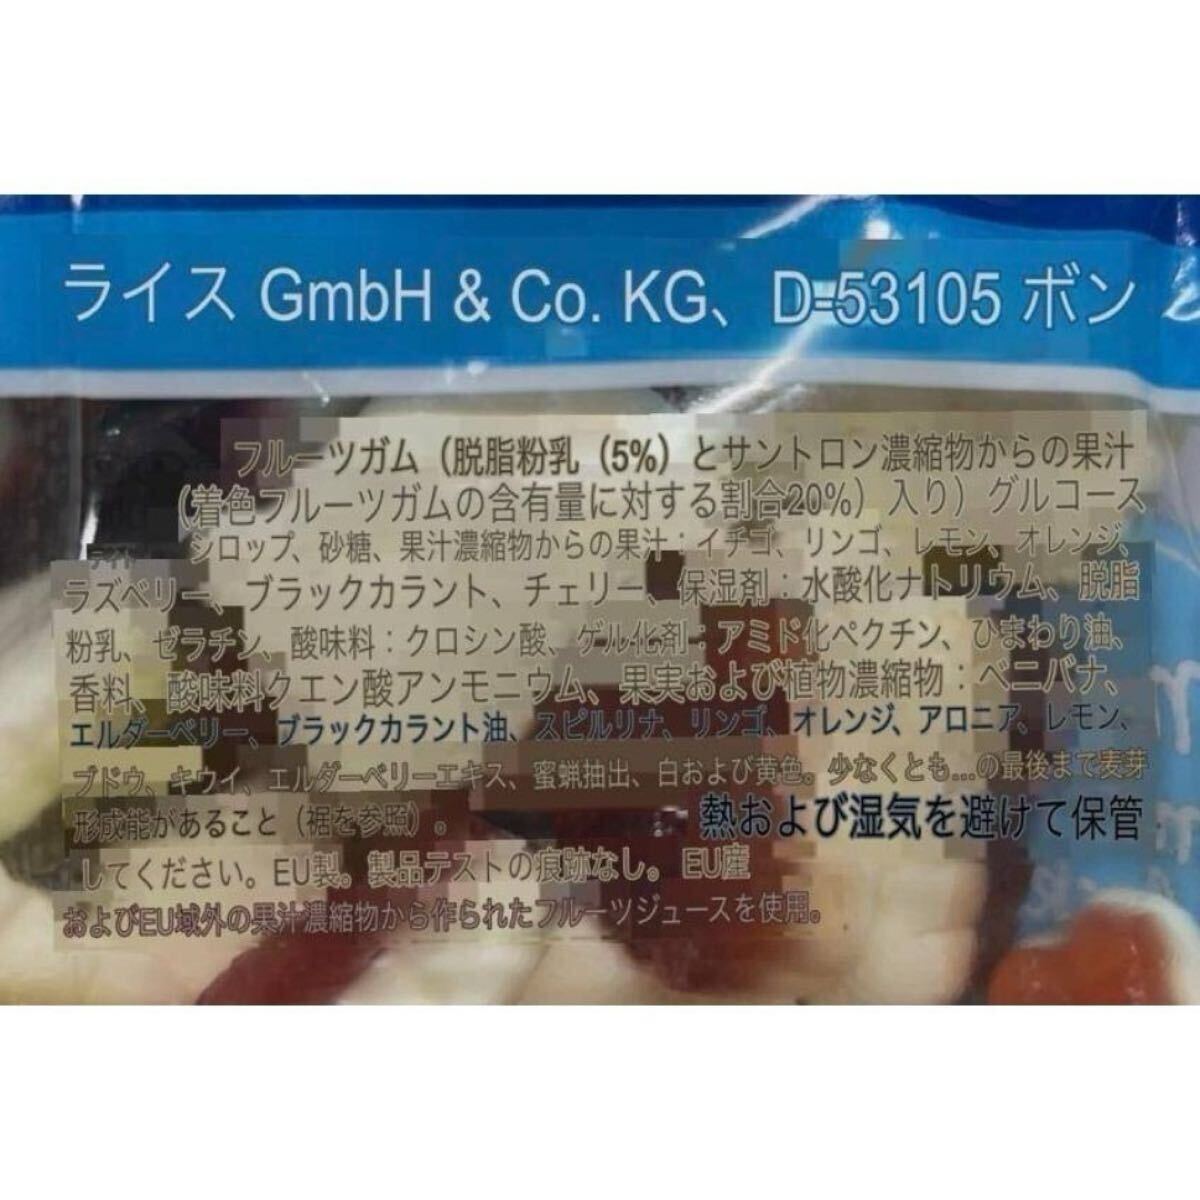 ライス GmbH & Co. KG、D-53105 ボン
フルーツガム（脱脂粉乳（5%）とサントロン濃縮物からの果汁
（着色フルーツガムの含有量に対する割合20%）入り）グルコース
シロップ、砂糖、果汁濃縮物からの果汁：イチゴ、リンゴ、レモン、オレンジ、
ラズベリー、ブラックカラント、チェリー、保湿剤：水酸化ナトリウム、脱脂
粉乳、ゼラチン、酸味料：クロシン酸、ゲル化剤：アミド化ペクチン、ひまわり油、
香料、酸味料クエン酸アンモニウム、果実および植物濃縮物：ベニバナ、
エルダーベリー、ブラックカラント油、スピルリナ、リンゴ、オレンジ、アロニア、レモン、
ブドウ、キウイ、エルダーベリーエキス、蜜蝋抽出、白および黄色。少なくとも...の最後まで麦芽
形成能があること（裾を参照）。
熱および湿気を避けて保管
してください。EU製。製品テストの痕跡なし。EU産
およびEU域外の果汁濃縮物から作られたフルーツジュースを使用。